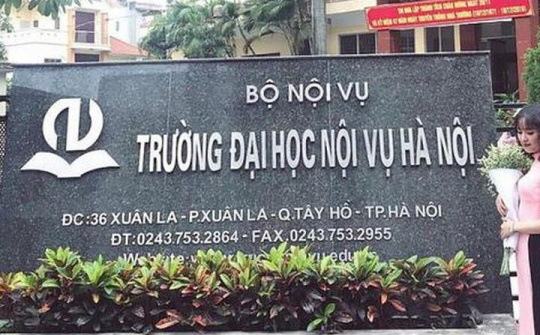 BỘ NỘI VỤ
TRƯỜNG ĐẠI HỌC NỘI VỤ HÀ NỘI
ĐC:36 XUÂN LA - P.XUÂN LA - Q.TÂY HỒ - TP.HÀ NỘI
ĐT:0243.753.2864 - FAX.0243.753.2955
Website